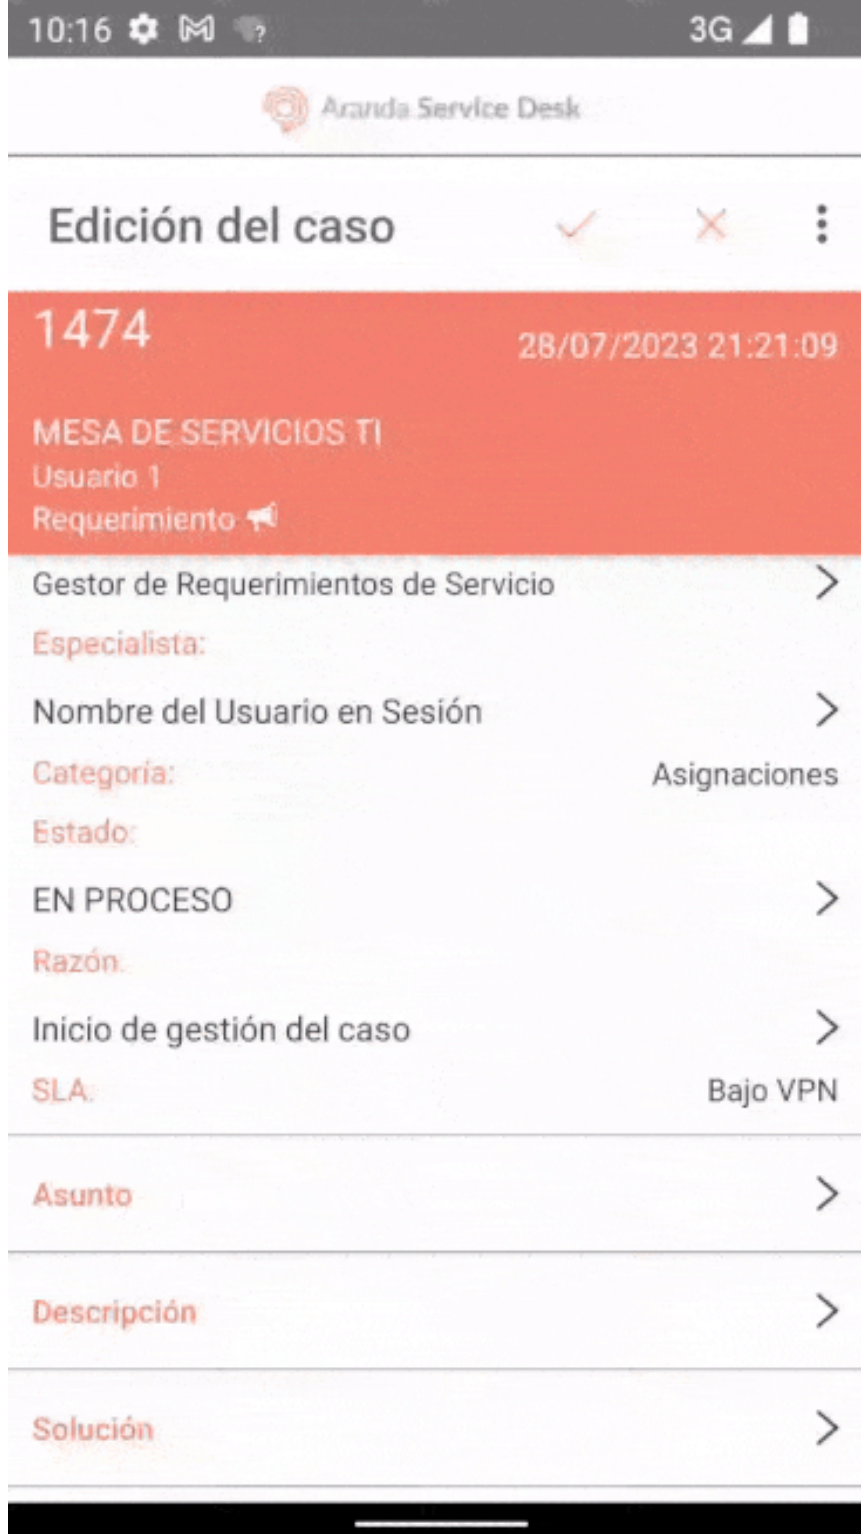 10:16 ? 3G
Aranda Service Desk
Edición del caso
1474
28/07/2023 21:21:09
MESA DE SERVICIOS TI
Usuario 1
Requerimiento
Gestor de Requerimientos de Servicio
Especialista:
Nombre del Usuario en Sesión
Categoría: Asignaciones
Estado:
EN PROCESO
Razón:
Inicio de gestión del caso
SLA: Bajo VPN
Asunto
Descripción
Solución